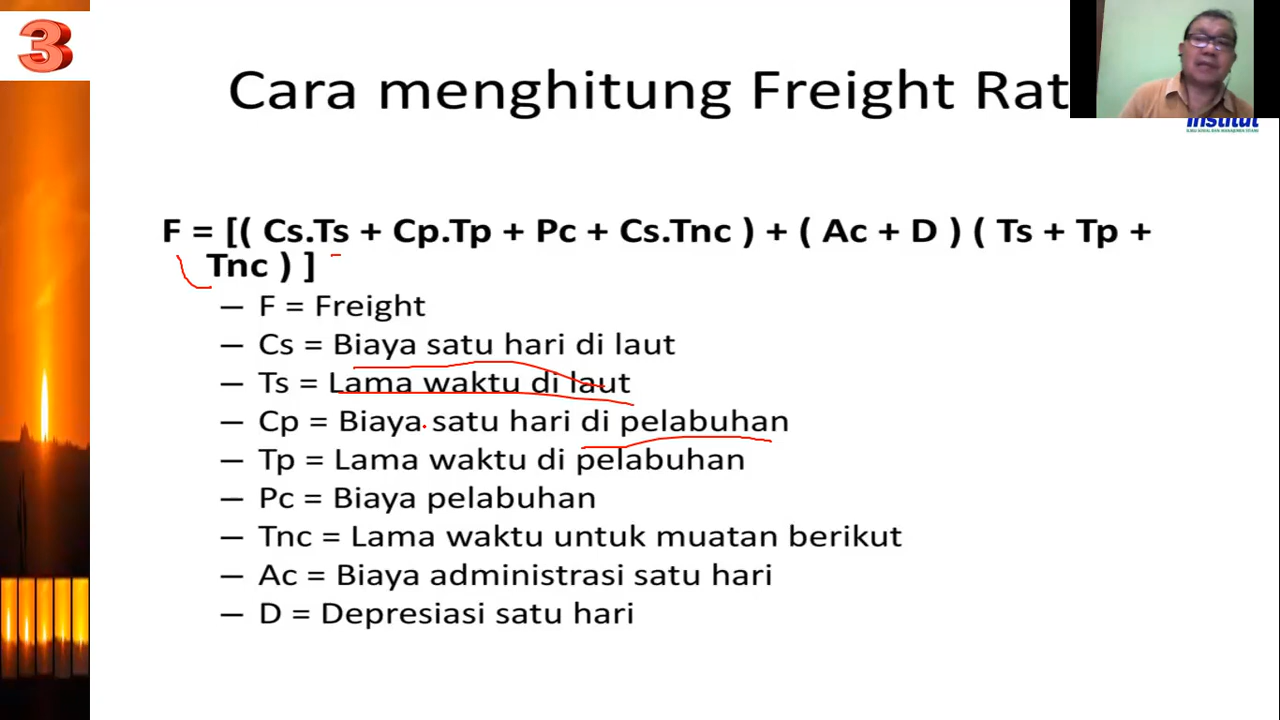 3
Cara menghitung Freight Rat
Institut
F = [( Cs.Ts + Cp.Tp + Pc + Cs.Tnc ) + ( Ac + D ) ( Ts + Tp +
Tnc ) ]
– F = Freight
– Cs = Biaya satu hari di laut
– Ts = Lama waktu di laut
– Cp = Biaya satu hari di pelabuhan
– Tp = Lama waktu di pelabuhan
– Pc = Biaya pelabuhan
– Tnc = Lama waktu untuk muatan berikut
– Ac = Biaya administrasi satu hari
– D = Depresiasi satu hari